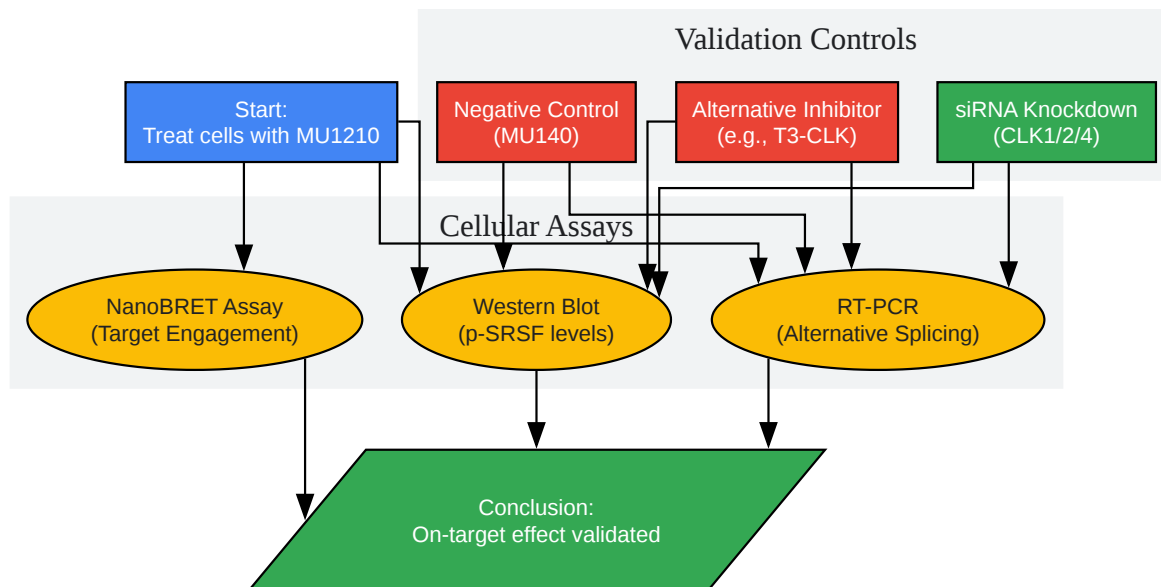 Validation Controls
Start:
Treat cells with MU1210
Negative Control
(MU140)
Alternative Inhibitor
(e.g., T3-CLK)
siRNA Knockdown
(CLK1/2/4)
Cellular Assays
NanoBRET Assay
(Target Engagement)
Western Blot
(p-SRSF levels)
RT-PCR
(Alternative Splicing)
Conclusion:
On-target effect validated